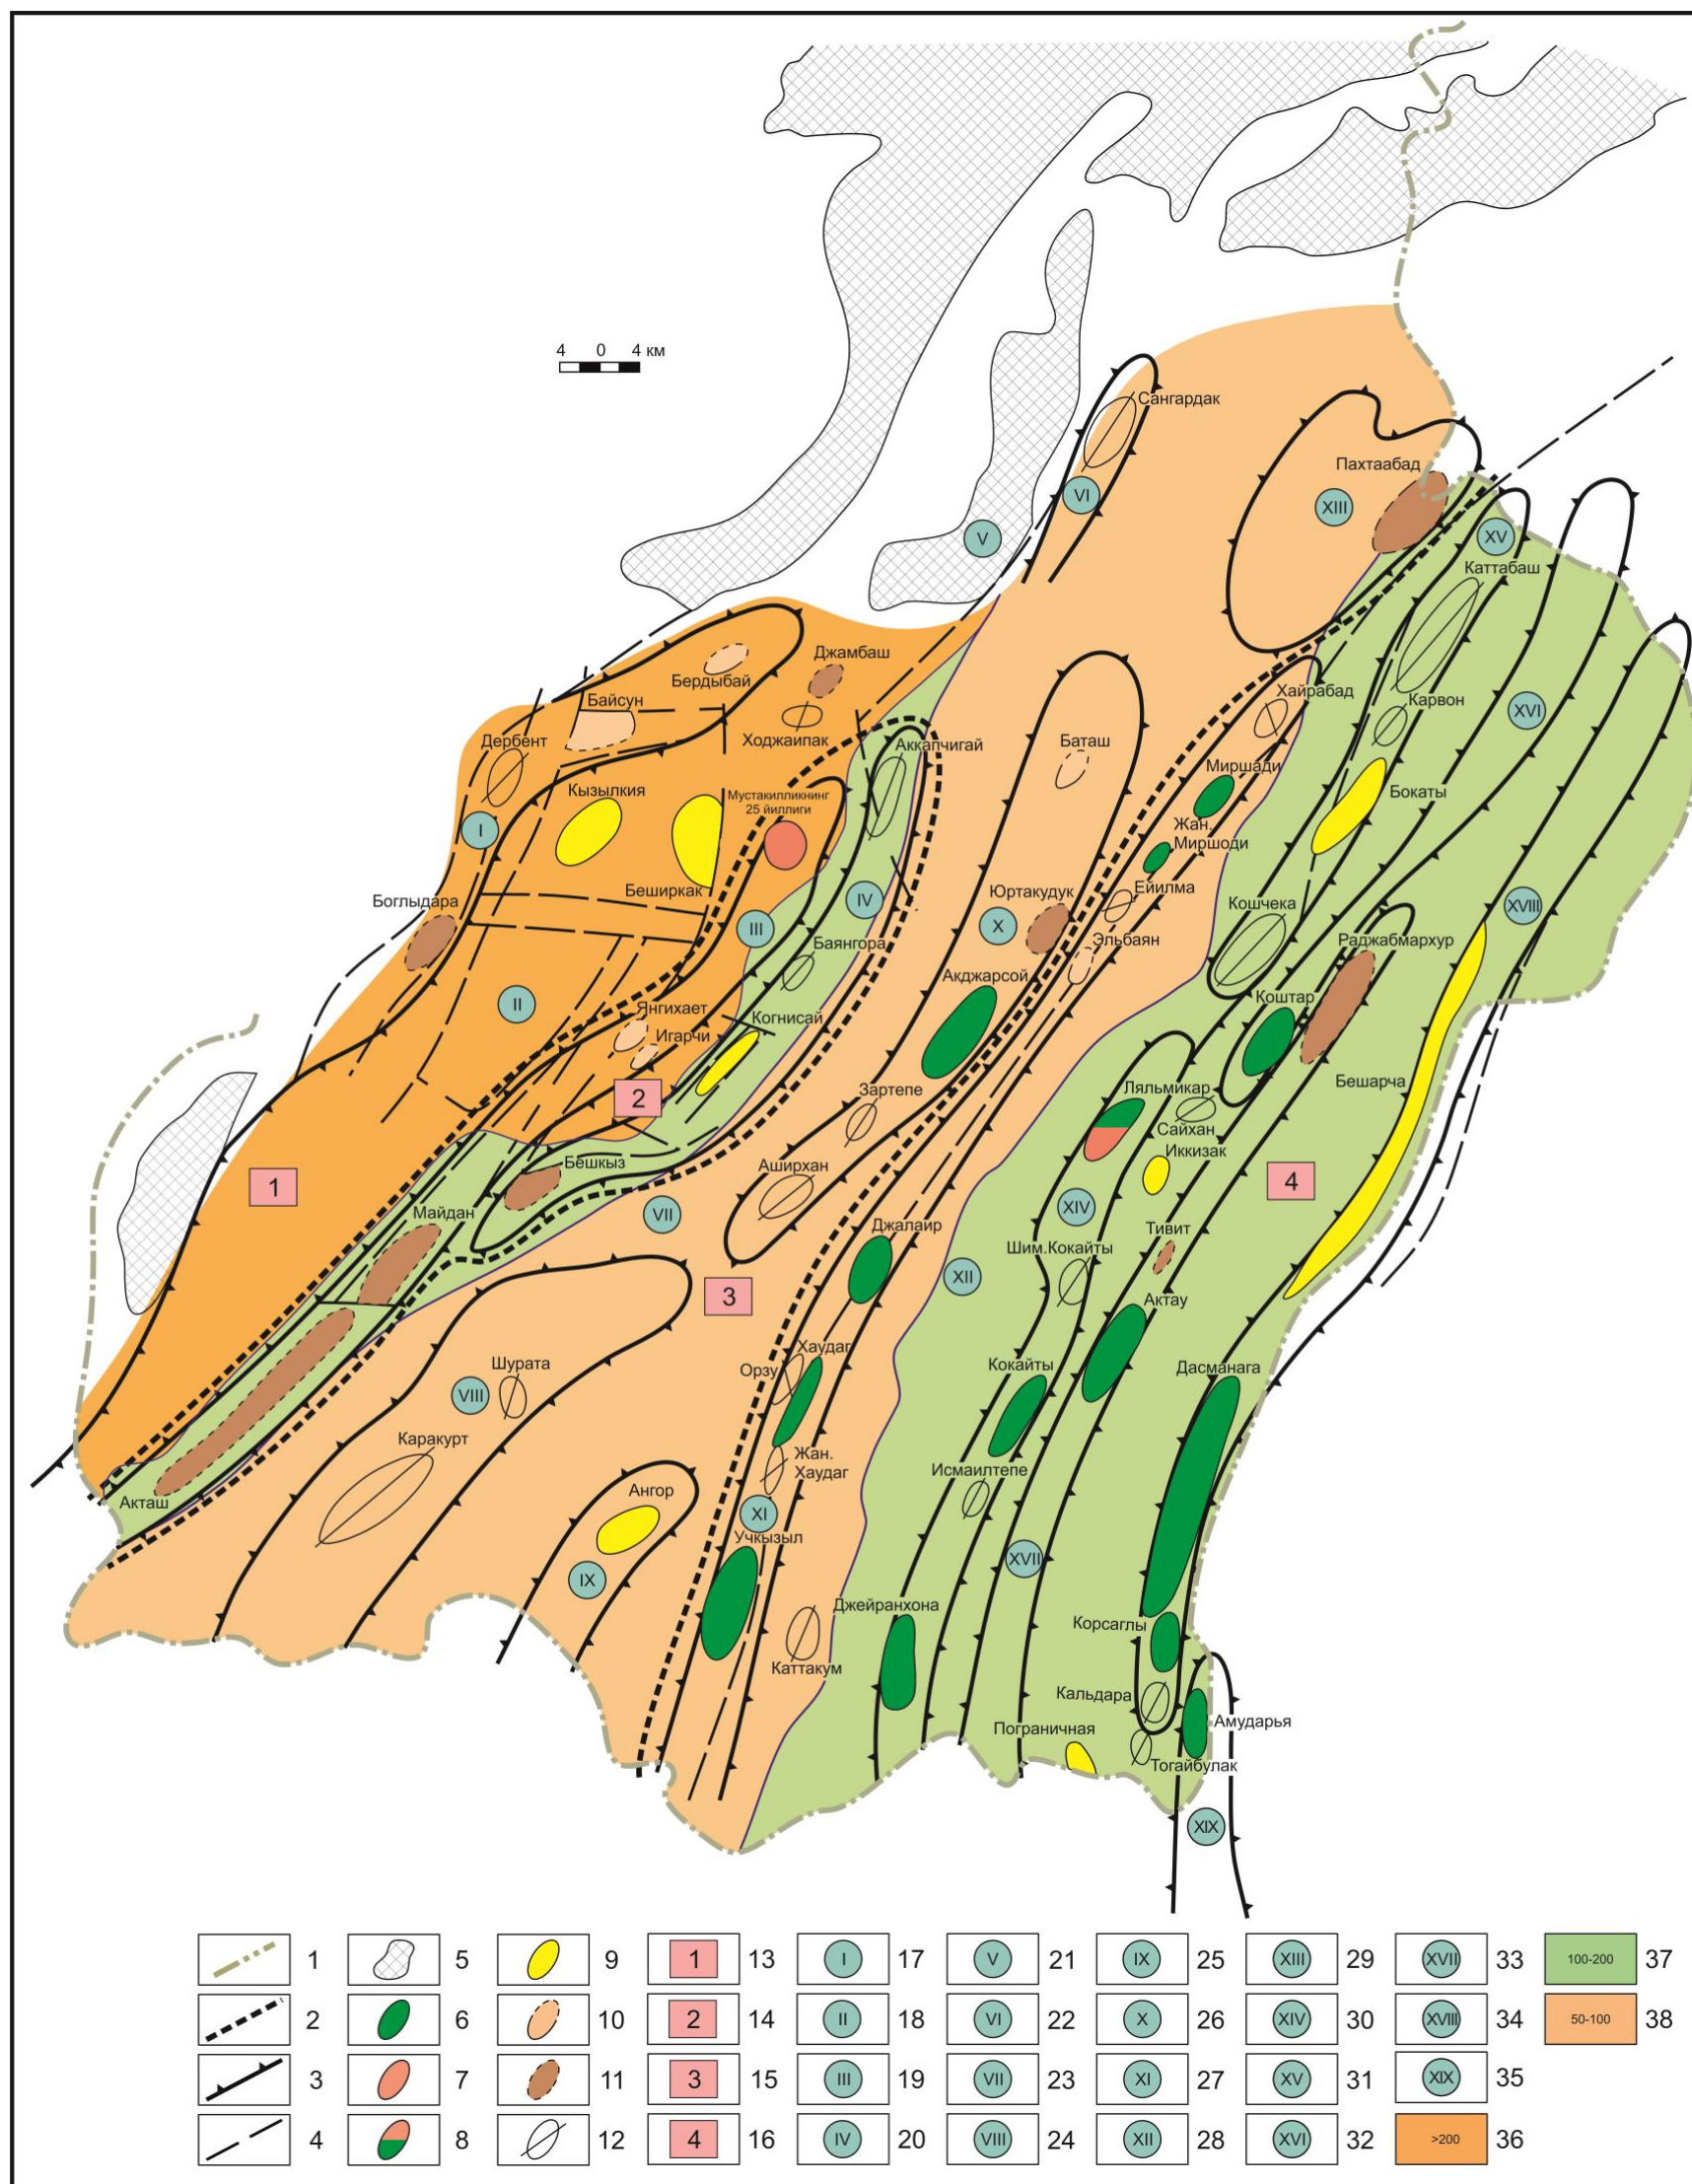 4 0 4 км
Сангардак
Пахтаабад
VI
XIII
V
XV
Каттабаш
Джамбаш
Бердыбай
Байсун
Хайрабад
Карвон
XVI
Ходжаипак
Дербент
Аккапчигай
Баташ
Миршади
Кызылкия
Мустакилликнинг
25 йиллиги
Бокаты
I
Жан.
Миршоди
Беширкак
Юртакудук
Ейилма
Боглыдара
IV
Кошчека
XVIII
III
X
Баянгора
Эльбаян
Раджабмархур
Акджарсой
II
Янгихает
Когнисай
Коштар
Игарчи
2
Зартепе
Ляльмикар
Бешарча
Сайхан
Бешкыз
Аширхан
Иккизак
1
4
Майдан
VII
XIV
Джалаир
Тивит
Шим.Кокайты
3
XII
Актау
Хаудаг
Шурата
Орзу
Кокайты
Дасманага
VIII
Каракурт
Жан.
Хаудаг
Исмаилтепе
Акташ
Ангор
XI
Учкызыл
XVII
IX
Джейранхона
Корсаглы
Каттакум
Кальдара
Пограничная
Амударья
Тогайбулак
XIX
1 5 9 1 13 I 17 V 21 IX 25 XIII 29 XVII 33 100-200 37
2 6 10 2 14 II 18 VI 22 X 26 XIV 30 XVIII 34 50-100 38
3 7 11 3 15 III 19 VII 23 XI 27 XV 31 XIX 35
4 8 12 4 16 IV 20 VIII 24 XII 28 XVI 32 >200 36